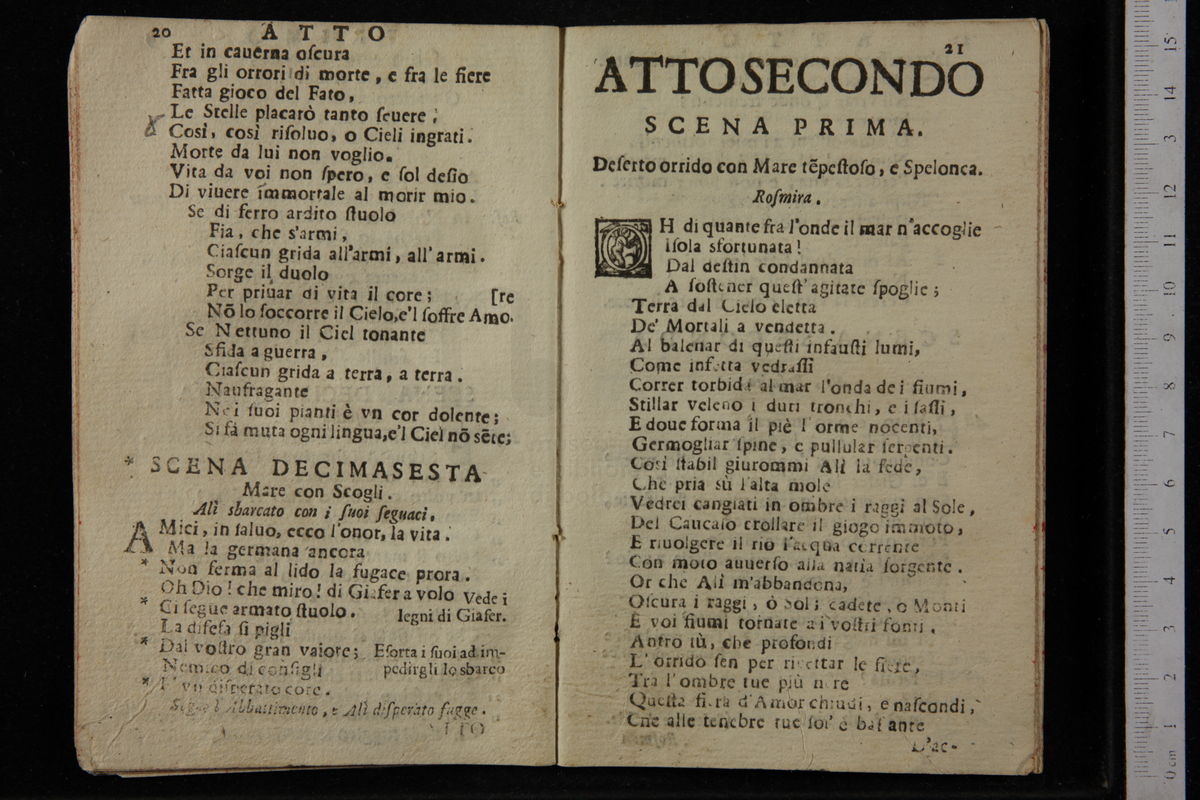 20 ATTO
Et in cauerna oſcura
Fra gli orrori di morte, e fra le fiere
Fatta gioco del Fato,
Le Stelle placarò tanto ſeuere;
Così, così riſoluo, o Cieli ingrati.
Morte da lui non voglio.
Vita da voi non ſpero, e ſol deſio
Di viuere immortale al morir mio.
Se di ferro ardito ſtuolo
Fia, che s'armi,
Ciaſcun grida all'armi, all'armi.
Sorge il duolo
Per priuar di vita il core; [re
Nõ lo ſoccorre il Cielo,e'l ſoffre Amo.
Se Nettuno il Ciel tonante
Sfida a guerra,
Ciaſcun grida a terra, a terra.
Naufragante
Nei ſuoi pianti è vn cor dolente;
Si fà muta ogni lingua,e'l Ciel nõ sẽte;
* SCENA DECIMASESTA
Mare con Scogli.
Alì sbarcato con i ſuoi ſeguaci.
AMici, in ſaluo, ecco l'onor, la vita.
Ma la germana ancora
* Non ferma al lido la fugace prora.
Oh Dio! che miro! di Giafer a volo Vede i
* Ci ſegue armato ſtuolo. legni di Giafer.
La difeſa ſi pigli
* Dal voſtro gran valore; Eſorta i ſuoi ad im-
Nemico di conſigli pedirgli lo sbarco
* E' vn diſperato core.
Segue l'Abbattimento, e Alì diſperato fugge.
ATTO
21
ATTO SECONDO
SCENA PRIMA.
Deſerto orrido con Mare tẽpeſtoſo, e Spelonca.
Roſmira.
OH di quante fra l'onde il mar n'accoglie
Iſola sfortunata!
Dal deſtin condannata
A ſoſtener queſt'agitate ſpoglie;
Terra dal Cielo eletta
De' Mortali a vendetta.
Al balenar di queſti infauſti lumi,
Come infetta vedraſſi
Correr torbida al mar l'onda dei fiumi,
Stillar veleno i duri tronchi, e i ſaſſi,
E doue forma il piè l'orme nocenti,
Germogliar ſpine, e pullular ſerpenti.
Così ſtabil giurommi Alì la fede,
Che pria sù l'alta mole
Vedrei cangiati in ombre i raggi al Sole,
Del Caucaſo crollare il giogo immoto,
E riuolgere il rio l'acqua corrente
Con moto auuerſo alla natia ſorgente.
Or che Alì m'abbandona,
Oſcura i raggi, ò Sol; cadete, o Monti
E voi fiumi tornate ai voſtri fonti.
Antro tù, che profondi
L'orrido ſen per ricettar le fiere,
Tra l'ombre tue più nere
Queſta fiera d'Amor chiudi, e naſcondi,
Che alle tenebre tue ſol' è baſtante
L'ac-